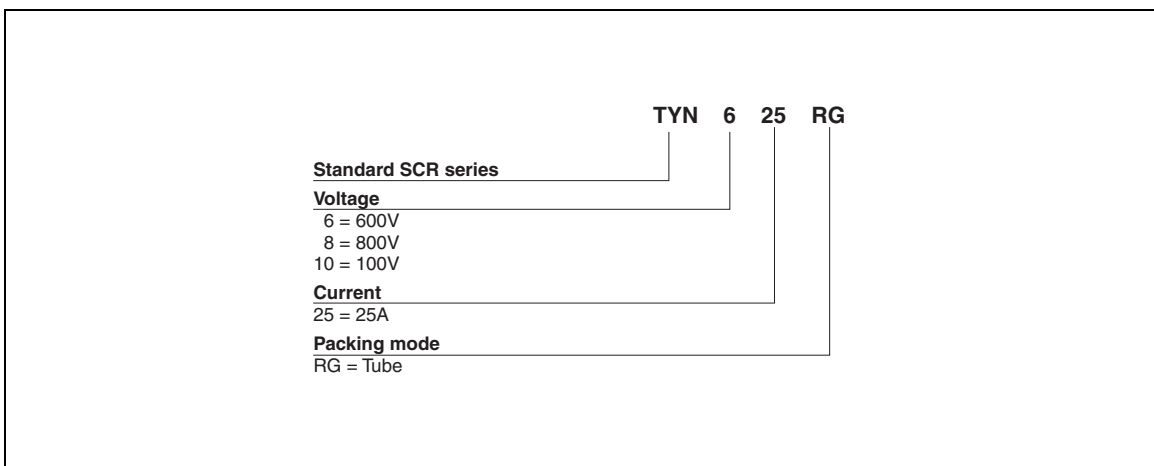 TYN 6 25 RG
Standard SCR series
Voltage
6 = 600V
8 = 800V
10 = 100V
Current
25 = 25A
Packing mode
RG = Tube